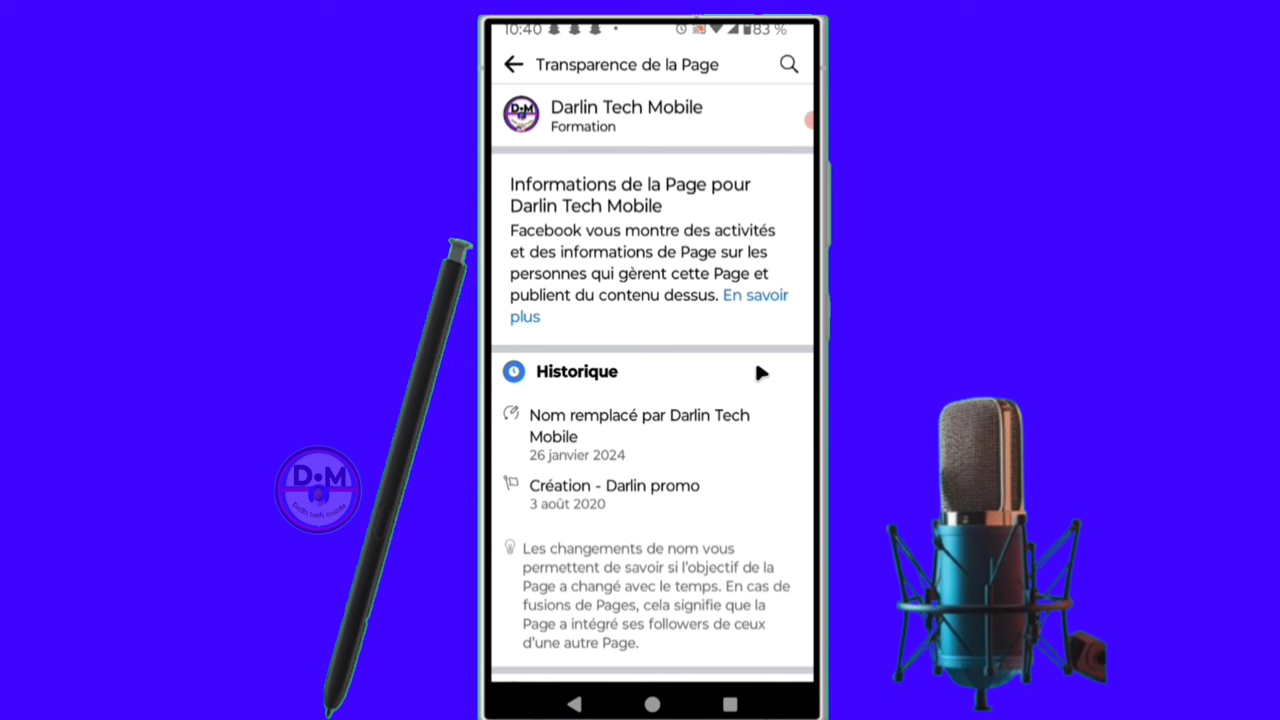 10:40
83 %
Transparence de la Page
D•M
Darlin Tech Mobile
Formation
Informations de la Page pour
Darlin Tech Mobile
Facebook vous montre des activités
et des informations de Page sur les
personnes qui gèrent cette Page et
publient du contenu dessus. En savoir
plus
Historique
Nom remplacé par Darlin Tech
Mobile
26 janvier 2024
Création - Darlin promo
3 août 2020
Les changements de nom vous
permettent de savoir si l'objectif de la
Page a changé avec le temps. En cas de
fusions de Pages, cela signifie que la
Page a intégré ses followers de ceux
d'une autre Page.
D•M